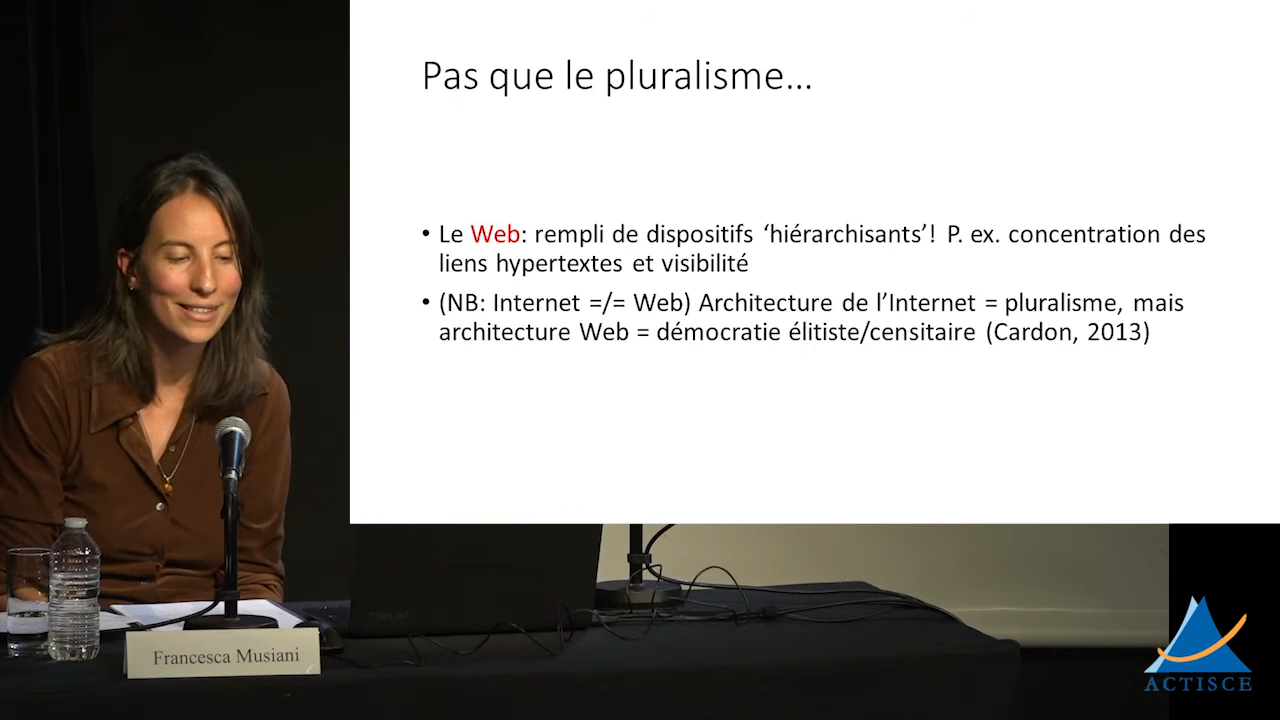 Pas que le pluralisme…
• Le Web: rempli de dispositifs ‘hiérarchisants’! P. ex. concentration des
liens hypertextes et visibilité
• (NB: Internet =/= Web) Architecture de l’Internet = pluralisme, mais
architecture Web = démocratie élitiste/censitaire (Cardon, 2013)
Francesca Musiani
ACTISCE